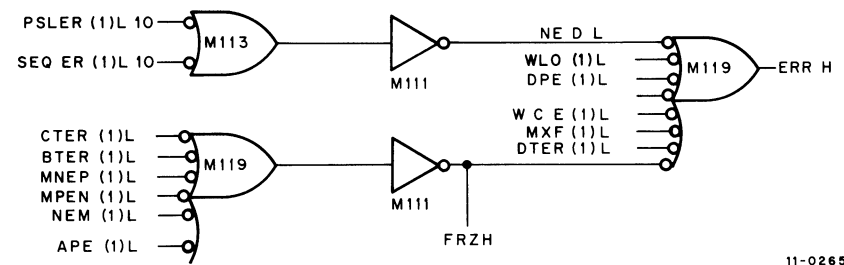 PSLER (1)L 10
M113
SEQ ER (1)L 10
M111
NE D L
WLO (1)L
DPE (1)L
M119
ERR H
W C E (1)L
MXF (1)L
DTER (1)L
CTER (1)L
BTER (1)L
M119
MNEP (1)L
MPEN (1)L
NEM (1)L
APE (1)L
M111
FRZH
11-0265